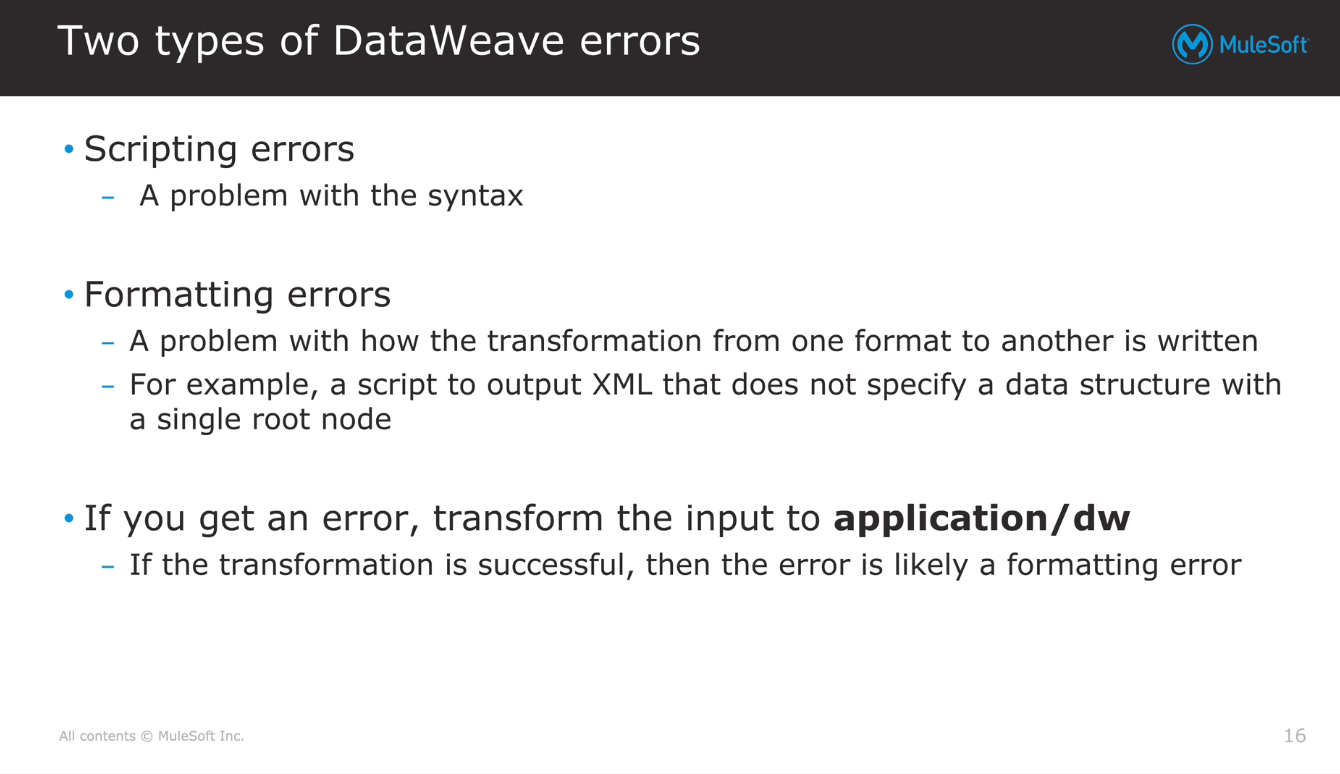 Two types of DataWeave errors
MuleSoft
• Scripting errors
– A problem with the syntax
• Formatting errors
– A problem with how the transformation from one format to another is written
– For example, a script to output XML that does not specify a data structure with
a single root node
• If you get an error, transform the input to application/dw
– If the transformation is successful, then the error is likely a formatting error
All contents © MuleSoft Inc.
16